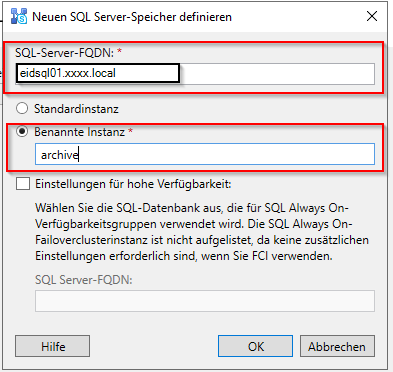 Neuen SQL Server-Speicher definieren
SQL-Server-FQDN: *
eidsql01.xxxx.local
Standardinstanz
Benannte Instanz *
archive
Einstellungen für hohe Verfügbarkeit:
Wählen Sie die SQL-Datenbank aus, die für SQL Always On-
Verfügbarkeitsgruppen verwendet wird. Die SQL Always On-
Failoverclusterinstanz ist nicht aufgelistet, da keine zusätzlichen
Einstellungen erforderlich sind, wenn Sie FCI verwenden.
SQL Server-FQDN:
Hilfe
OK
Abbrechen